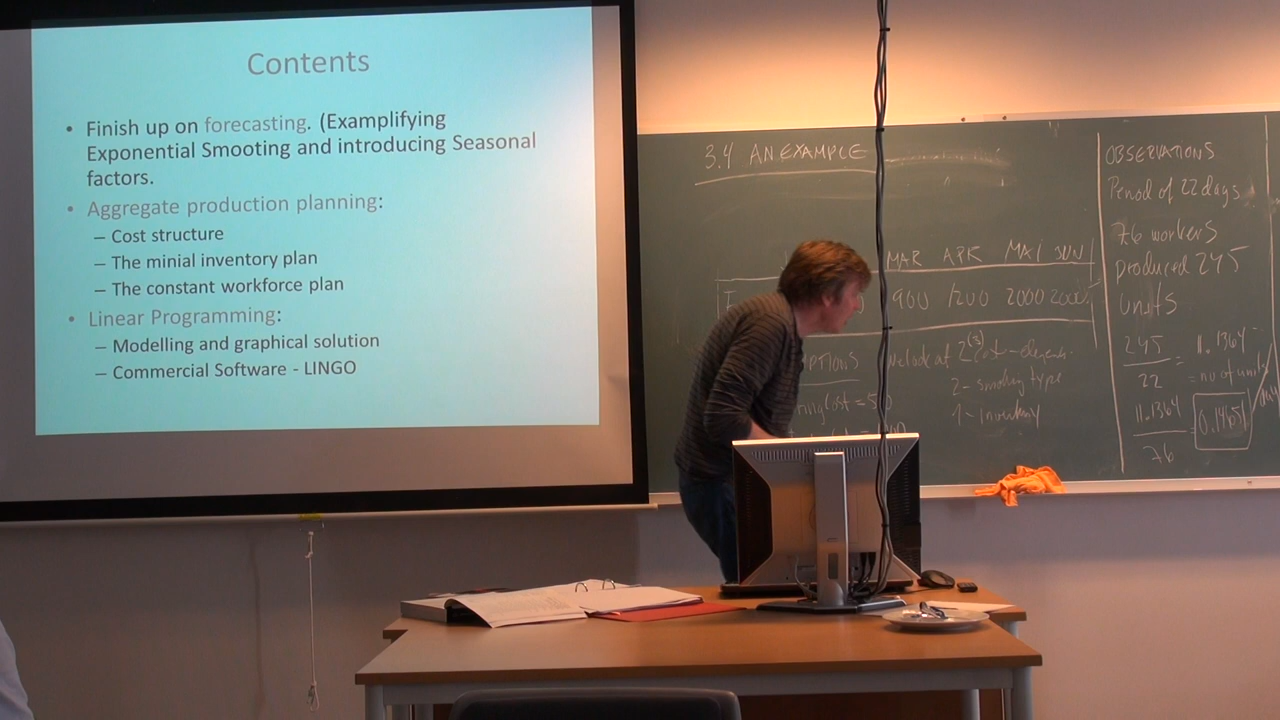 Contents
• Finish up on forecasting. (Examplifying
Exponential Smooting and introducing Seasonal
factors.
• Aggregate production planning:
– Cost structure
– The minial inventory plan
– The constant workforce plan
• Linear Programming:
– Modelling and graphical solution
– Commercial Software - LINGO
3.4 AN EXAMPLE
MAR APR MAI JUN
900 1200 2000 2000
2 - smoothing type
1 - inventory
OBSERVATIONS
Period of 22 days
76 workers
produced 245
units
245
22
= 11.1364
= no of units
11.1364
76
0.14653